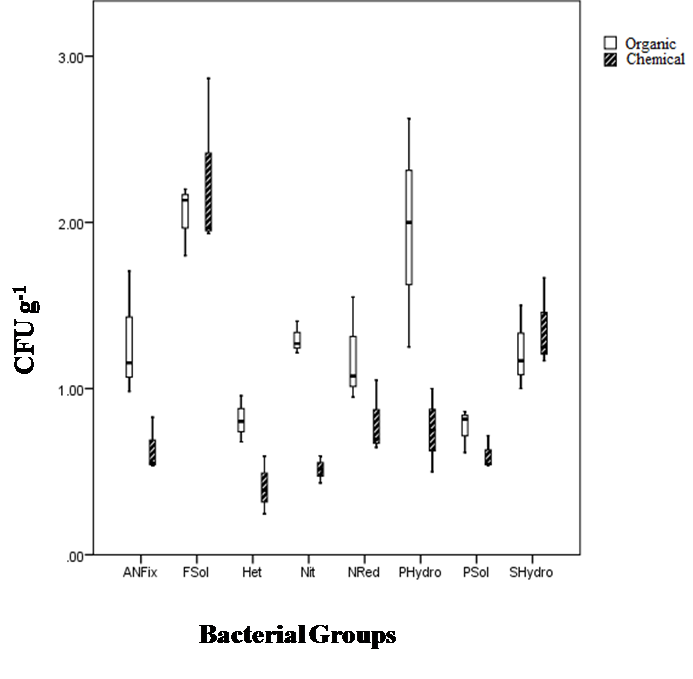 Organic
Chemical
3.00
2.00
1.00
.00
CFU g-1
ANFix FSol Het Nit NRed PHydro PSol SHydro
Bacterial Groups